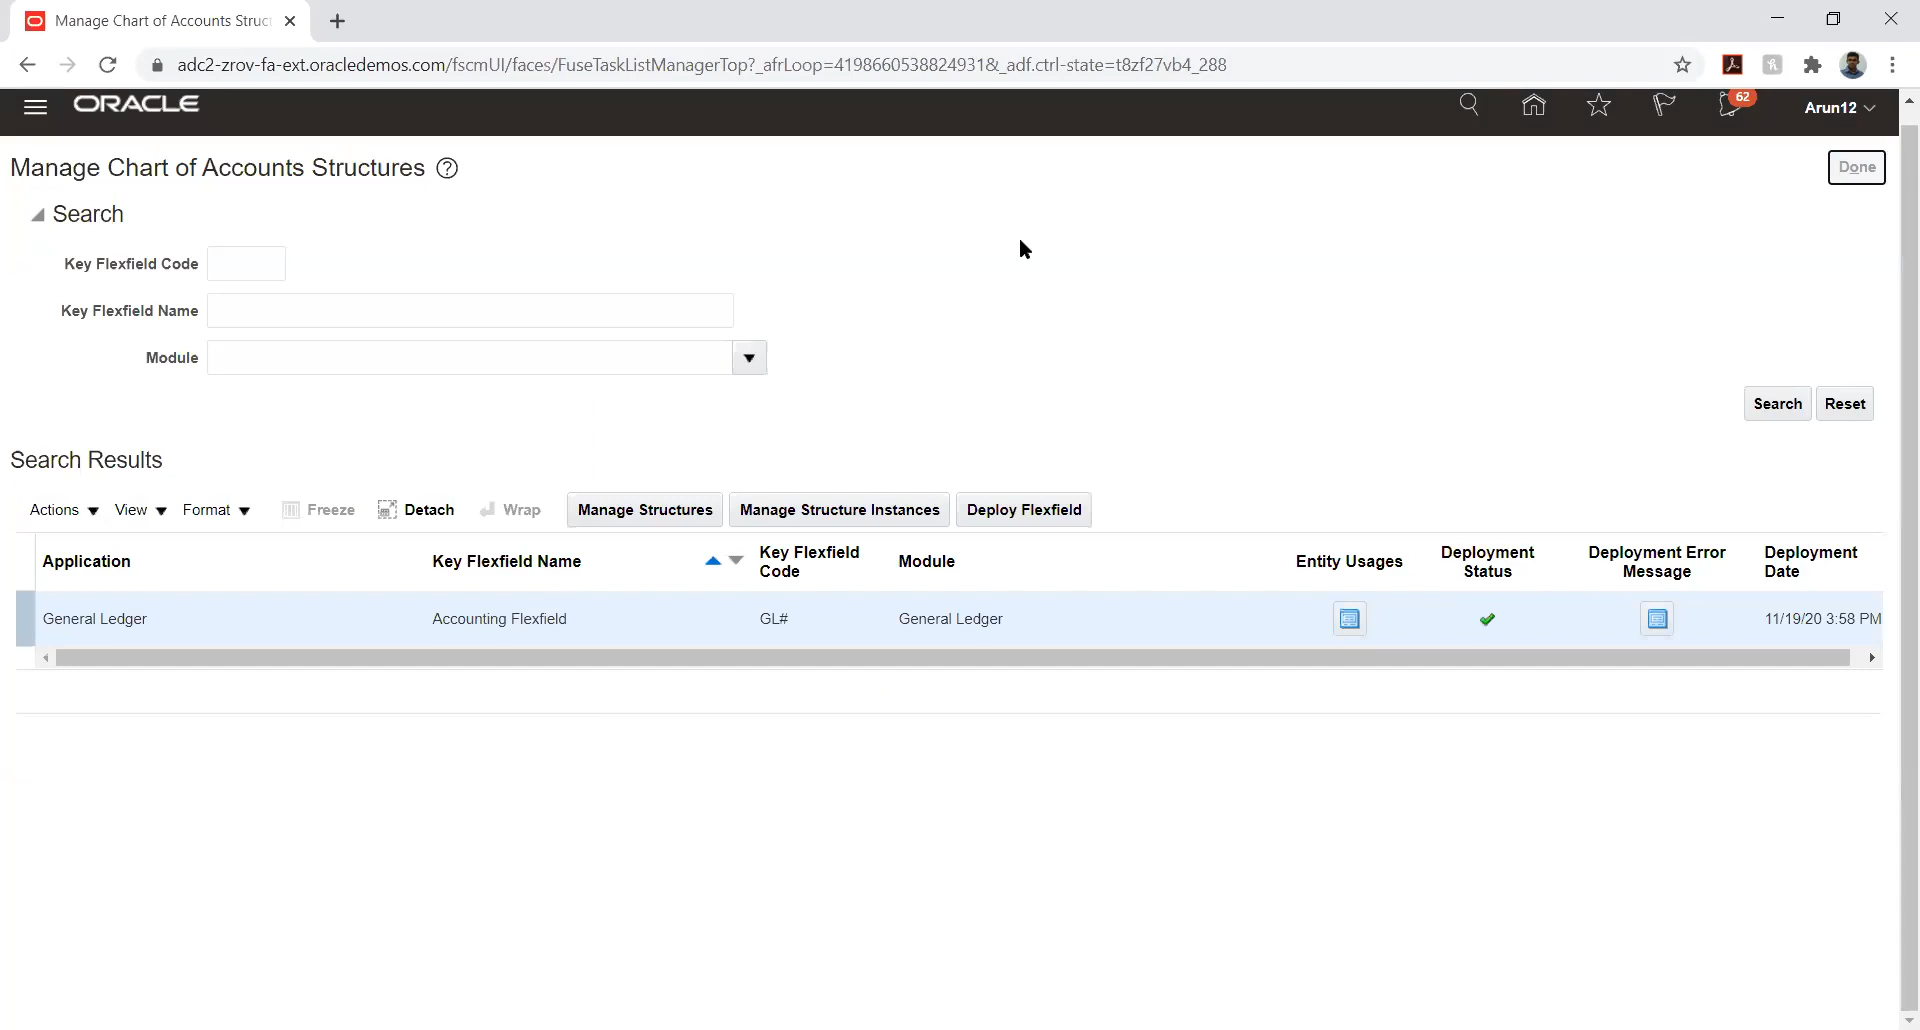 Manage Chart of Accounts Struct
adc2-zrov-fa-ext.oracledemos.com/fscmUI/faces/FuseTaskListManagerTop?_afrLoop=4198660538824931&_adf.ctrl-state=t8zf27vb4_288
ORACLE
62
Arun12
Manage Chart of Accounts Structures ?
Done
Search
Key Flexfield Code
Key Flexfield Name
Module
Search Reset
Search Results
Actions View Format Freeze Detach Wrap Manage Structures Manage Structure Instances Deploy Flexfield
Application Key Flexfield Name Key Flexfield Code Module Entity Usages Deployment Status Deployment Error Message Deployment Date
General Ledger Accounting Flexfield GL# General Ledger 11/19/20 3:58 PM